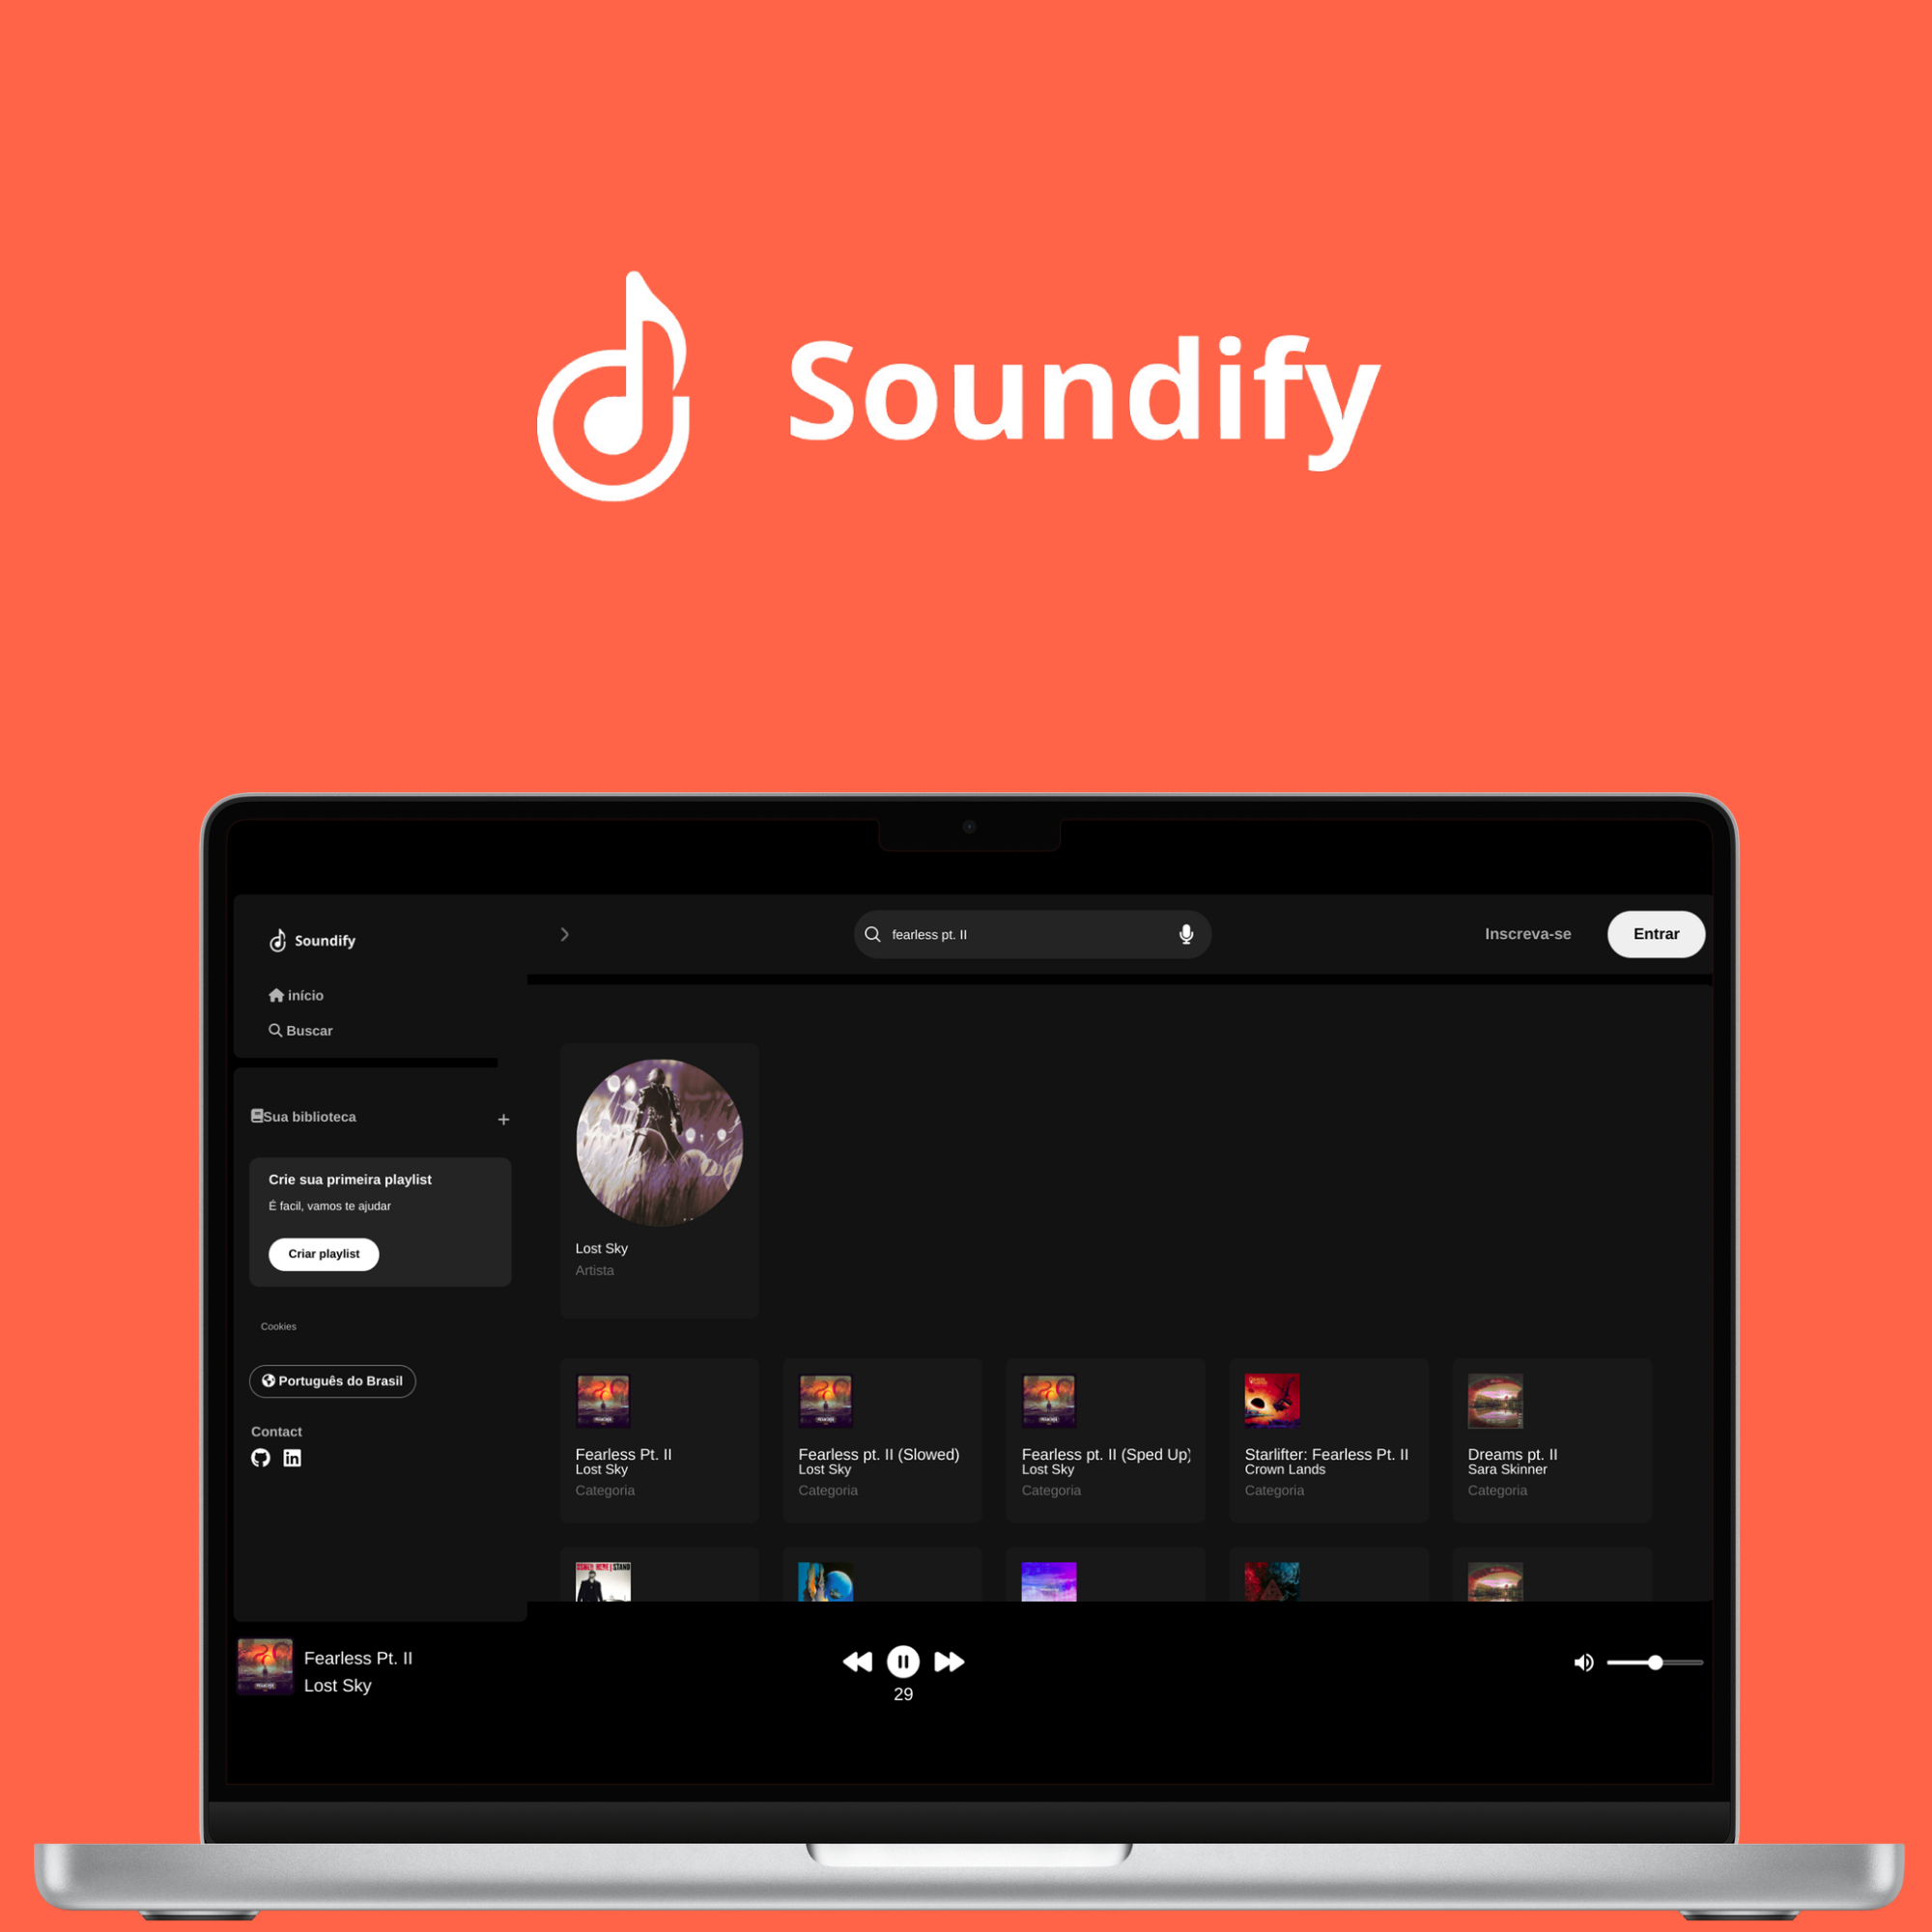 Soundify
Soundify
fearless pt. II
Inscreva-se
Entrar
início
Buscar
Sua biblioteca
+
Crie sua primeira playlist
É facil, vamos te ajudar
Criar playlist
Cookies
Português do Brasil
Contact
Lost Sky
Artista
Fearless Pt. II
Lost Sky
Categoria
Fearless pt. II (Slowed)
Lost Sky
Categoria
Fearless pt. II (Sped Up)
Lost Sky
Categoria
Starlifter: Fearless Pt. II
Crown Lands
Categoria
Dreams pt. II
Sara Skinner
Categoria
Fearless Pt. II
Lost Sky
29